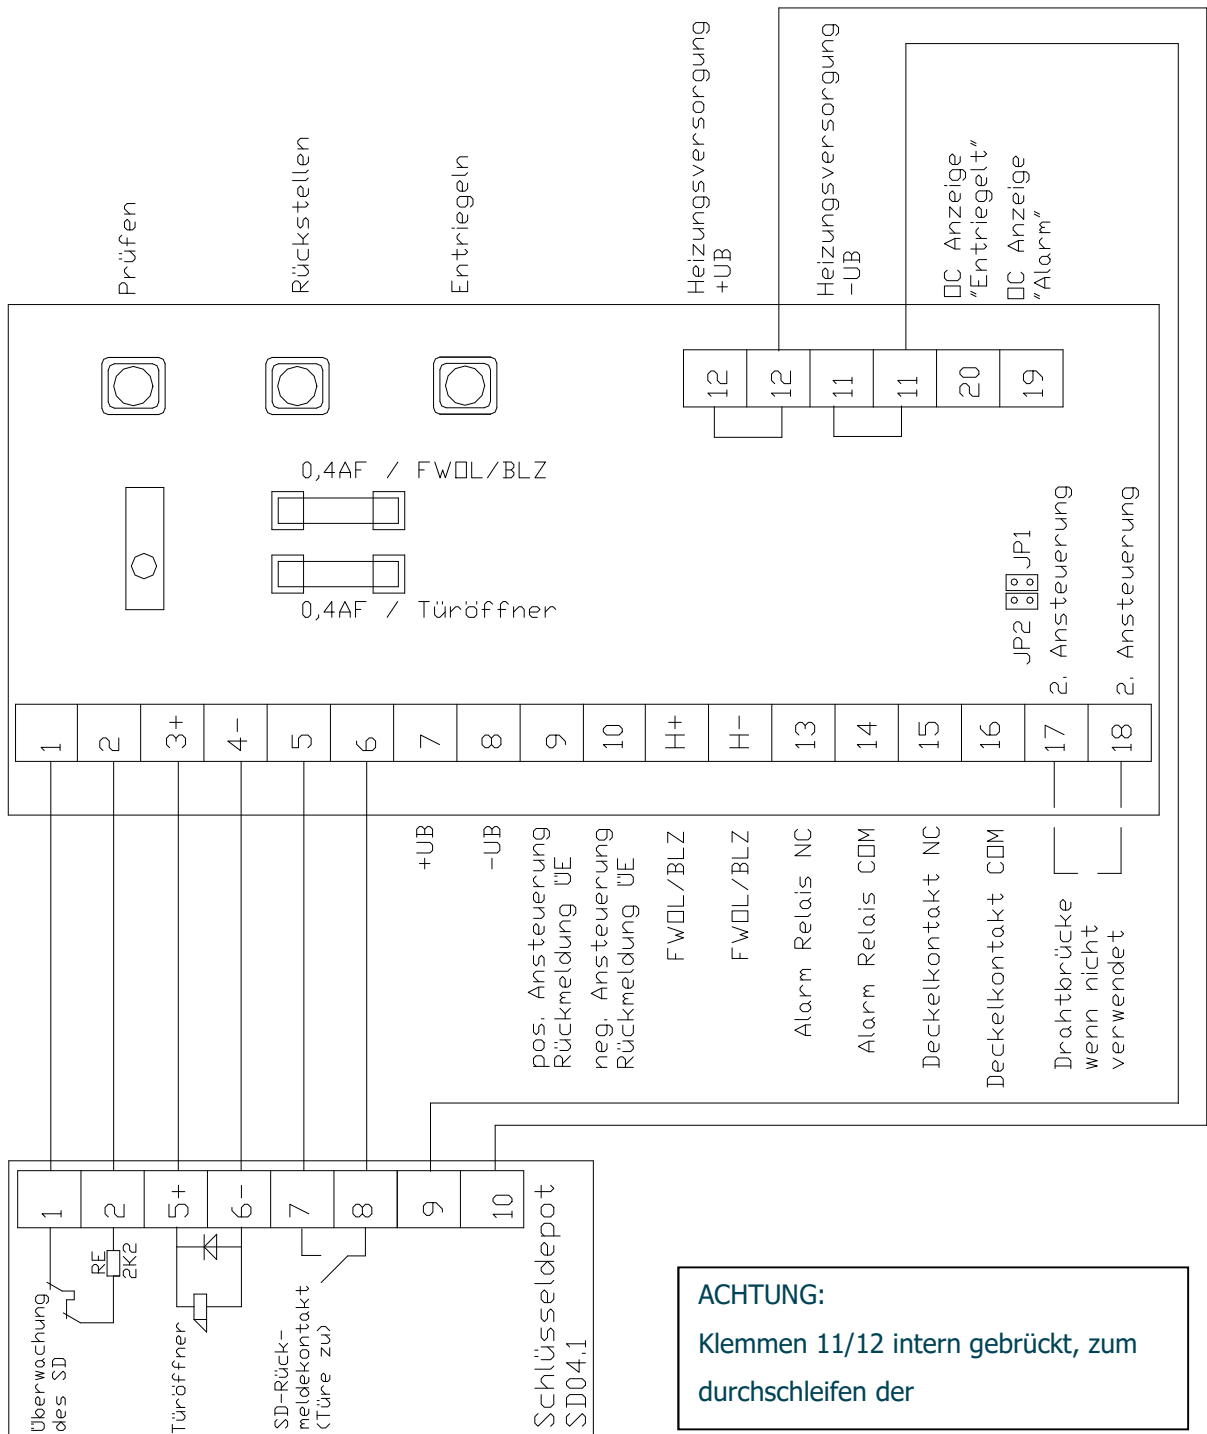 Prüfen
Rückstellen
Entriegeln
Heizungsversorgung
+UB
Heizungsversorgung
-UB
OC Anzeige
"Entriegelt"
OC Anzeige
"Alarm"
12
12
11
11
20
19
0,4AF / FWOL/BLZ
0,4AF / Türöffner
JP2
JP1
2. Ansteuerung
2. Ansteuerung
1
2
3+
4-
5
6
7
8
9
10
H+
H-
13
14
15
16
17
18
+UB
-UB
pos. Ansteuerung
Rückmeldung ÜE
neg. Ansteuerung
Rückmeldung ÜE
FWOL/BLZ
FWOL/BLZ
Alarm Relais NC
Alarm Relais COM
Deckelkontakt NC
Deckelkontakt COM
Drahtbrücke
wenn nicht
verwendet
1
2
5+
6-
7
8
9
10
RE
2K2
Überwachung
des SD
Türöffner
SD-Rück-
meldekontakt
(Türe zu)
Schlüsseldepot
SD04.1
ACHTUNG:
Klemmen 11/12 intern gebrückt, zum
durchschleifen der